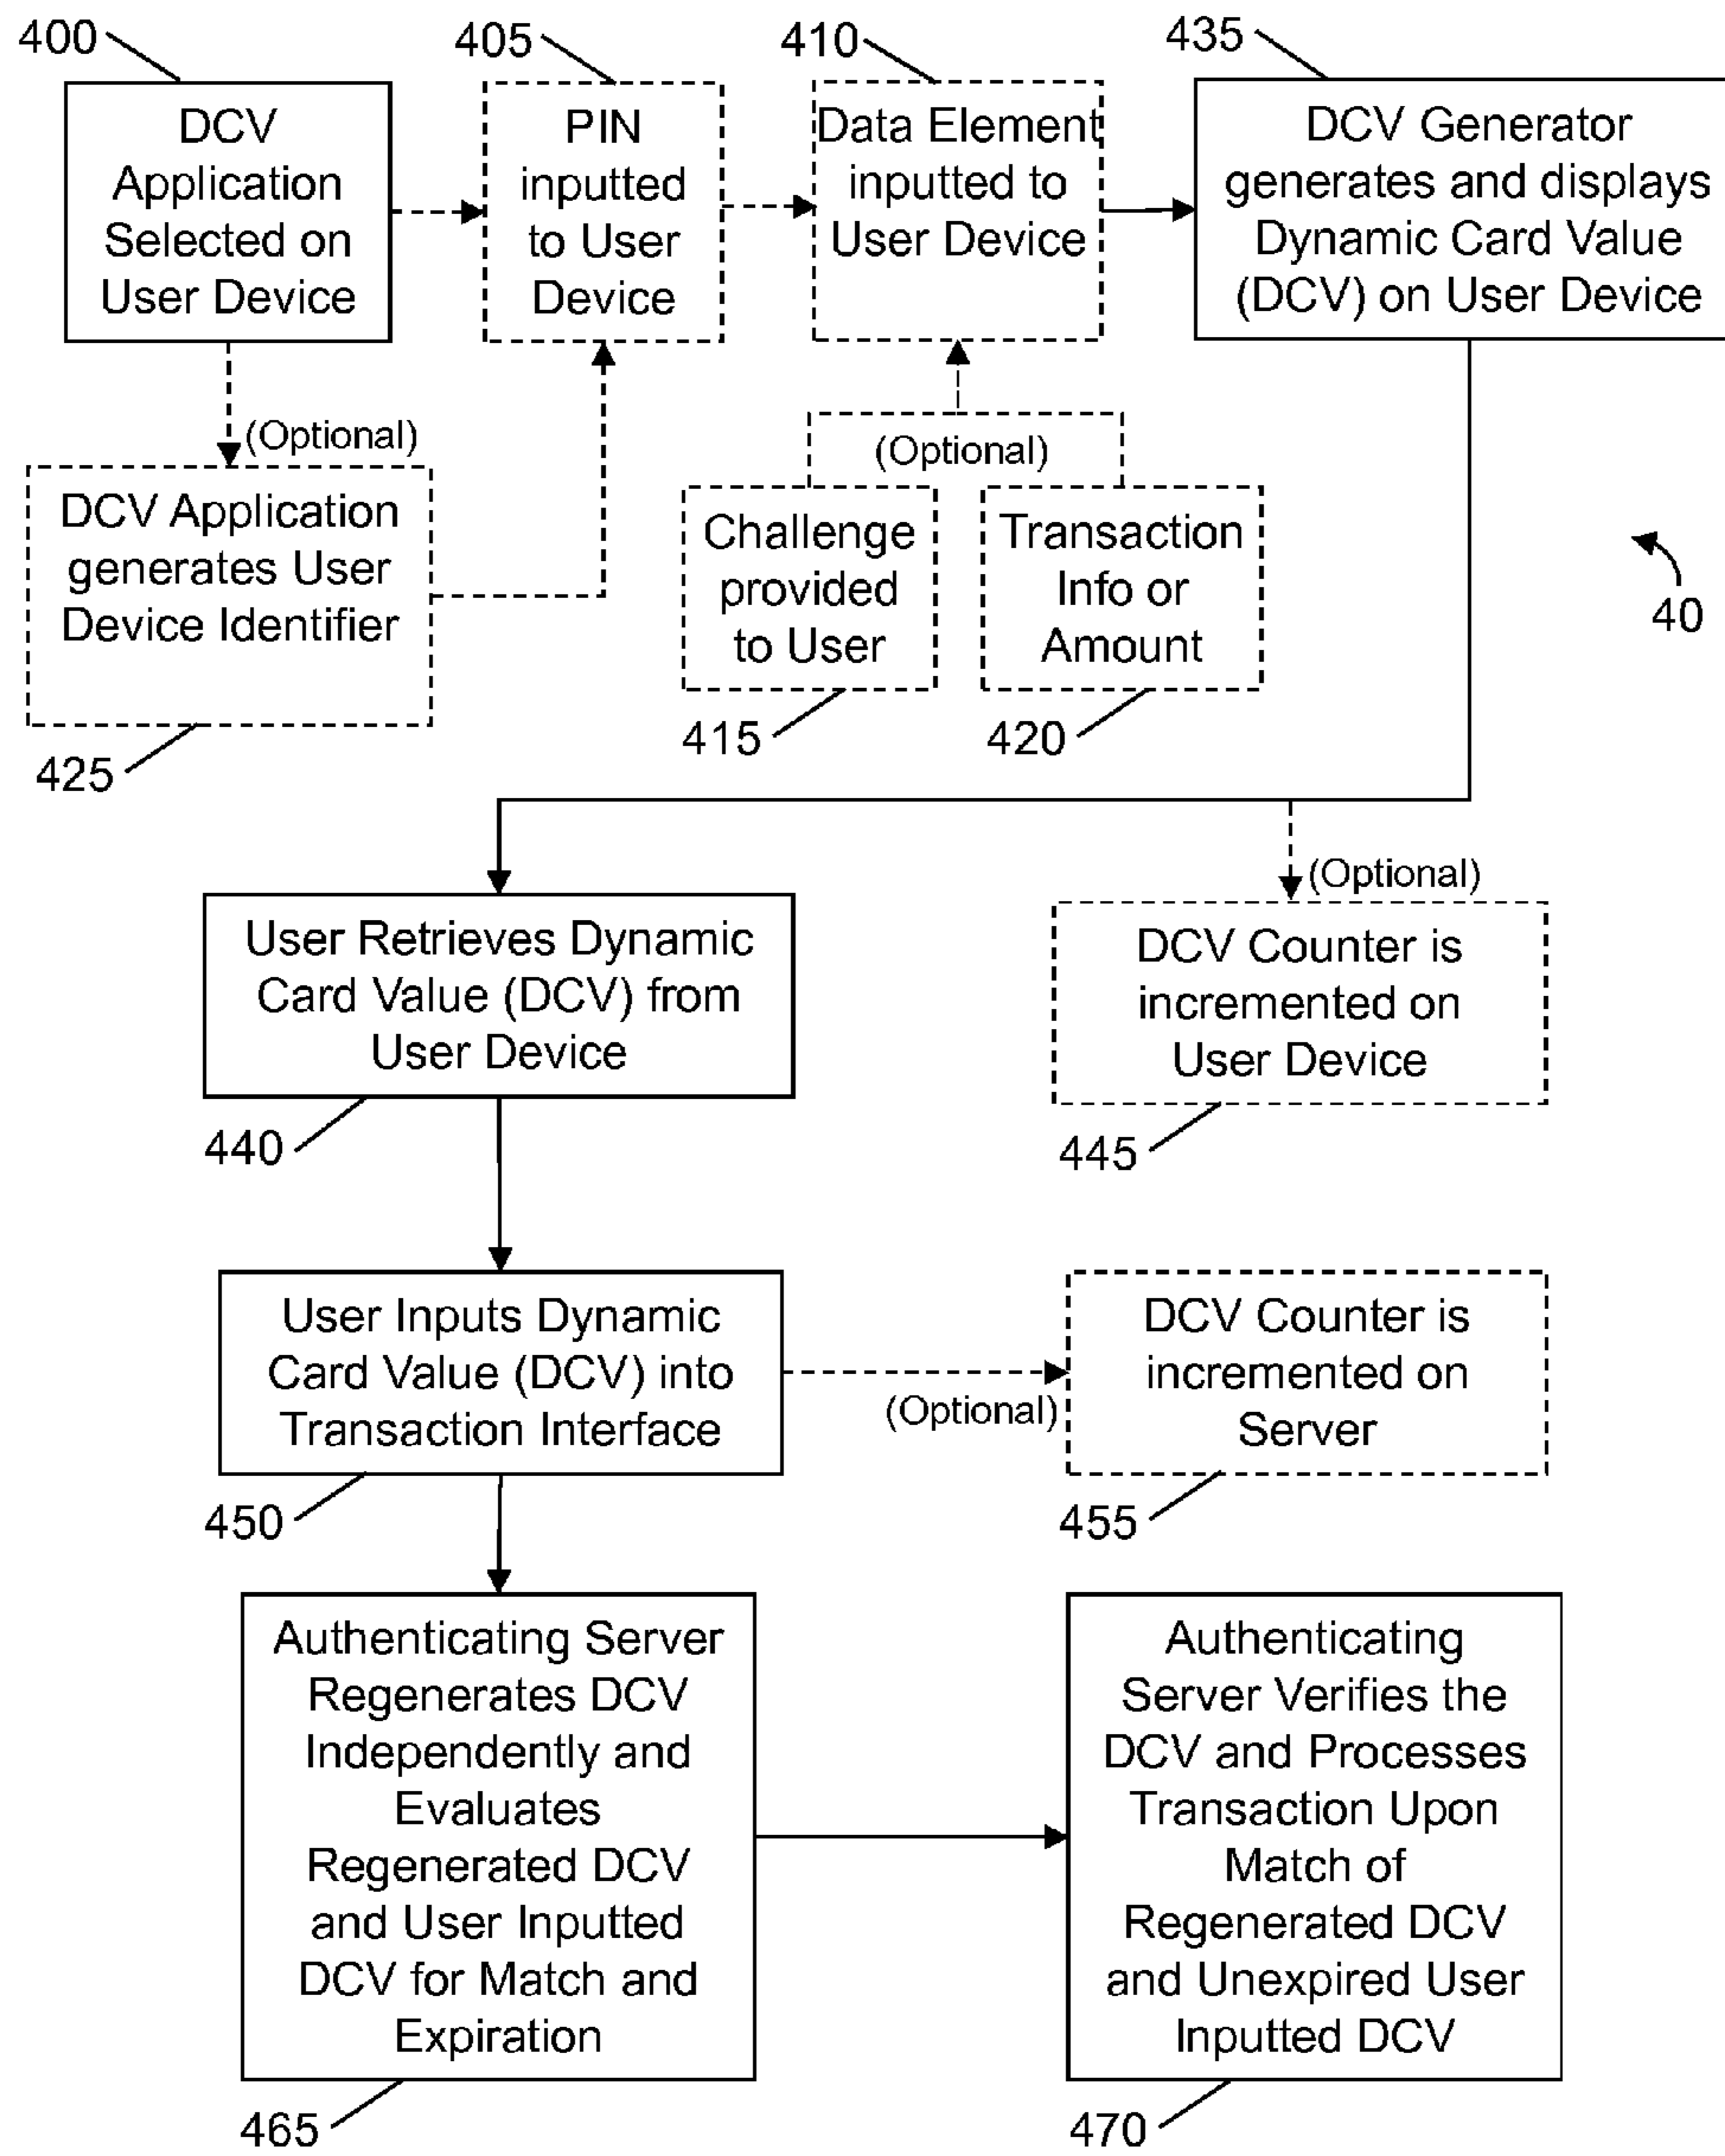 400
405
410
435
DCV
Application
Selected on
User Device
PIN
inputted
to User
Device
Data Element
inputted to
User Device
DCV Generator
generates and displays
Dynamic Card Value
(DCV) on User Device
(Optional)
(Optional)
DCV Application
generates User
Device Identifier
Challenge
provided
to User
Transaction
Info or
Amount
40
415
420
425
(Optional)
User Retrieves Dynamic
Card Value (DCV) from
User Device
DCV Counter is
incremented on
User Device
440
445
User Inputs Dynamic
Card Value (DCV) into
Transaction Interface
(Optional)
DCV Counter is
incremented on
Server
450
455
Authenticating Server
Regenerates DCV
Independently and
Evaluates
Regenerated DCV
and User Inputted
DCV for Match and
Expiration
Authenticating
Server Verifies the
DCV and Processes
Transaction Upon
Match of
Regenerated DCV
and Unexpired User
Inputted DCV
465
470